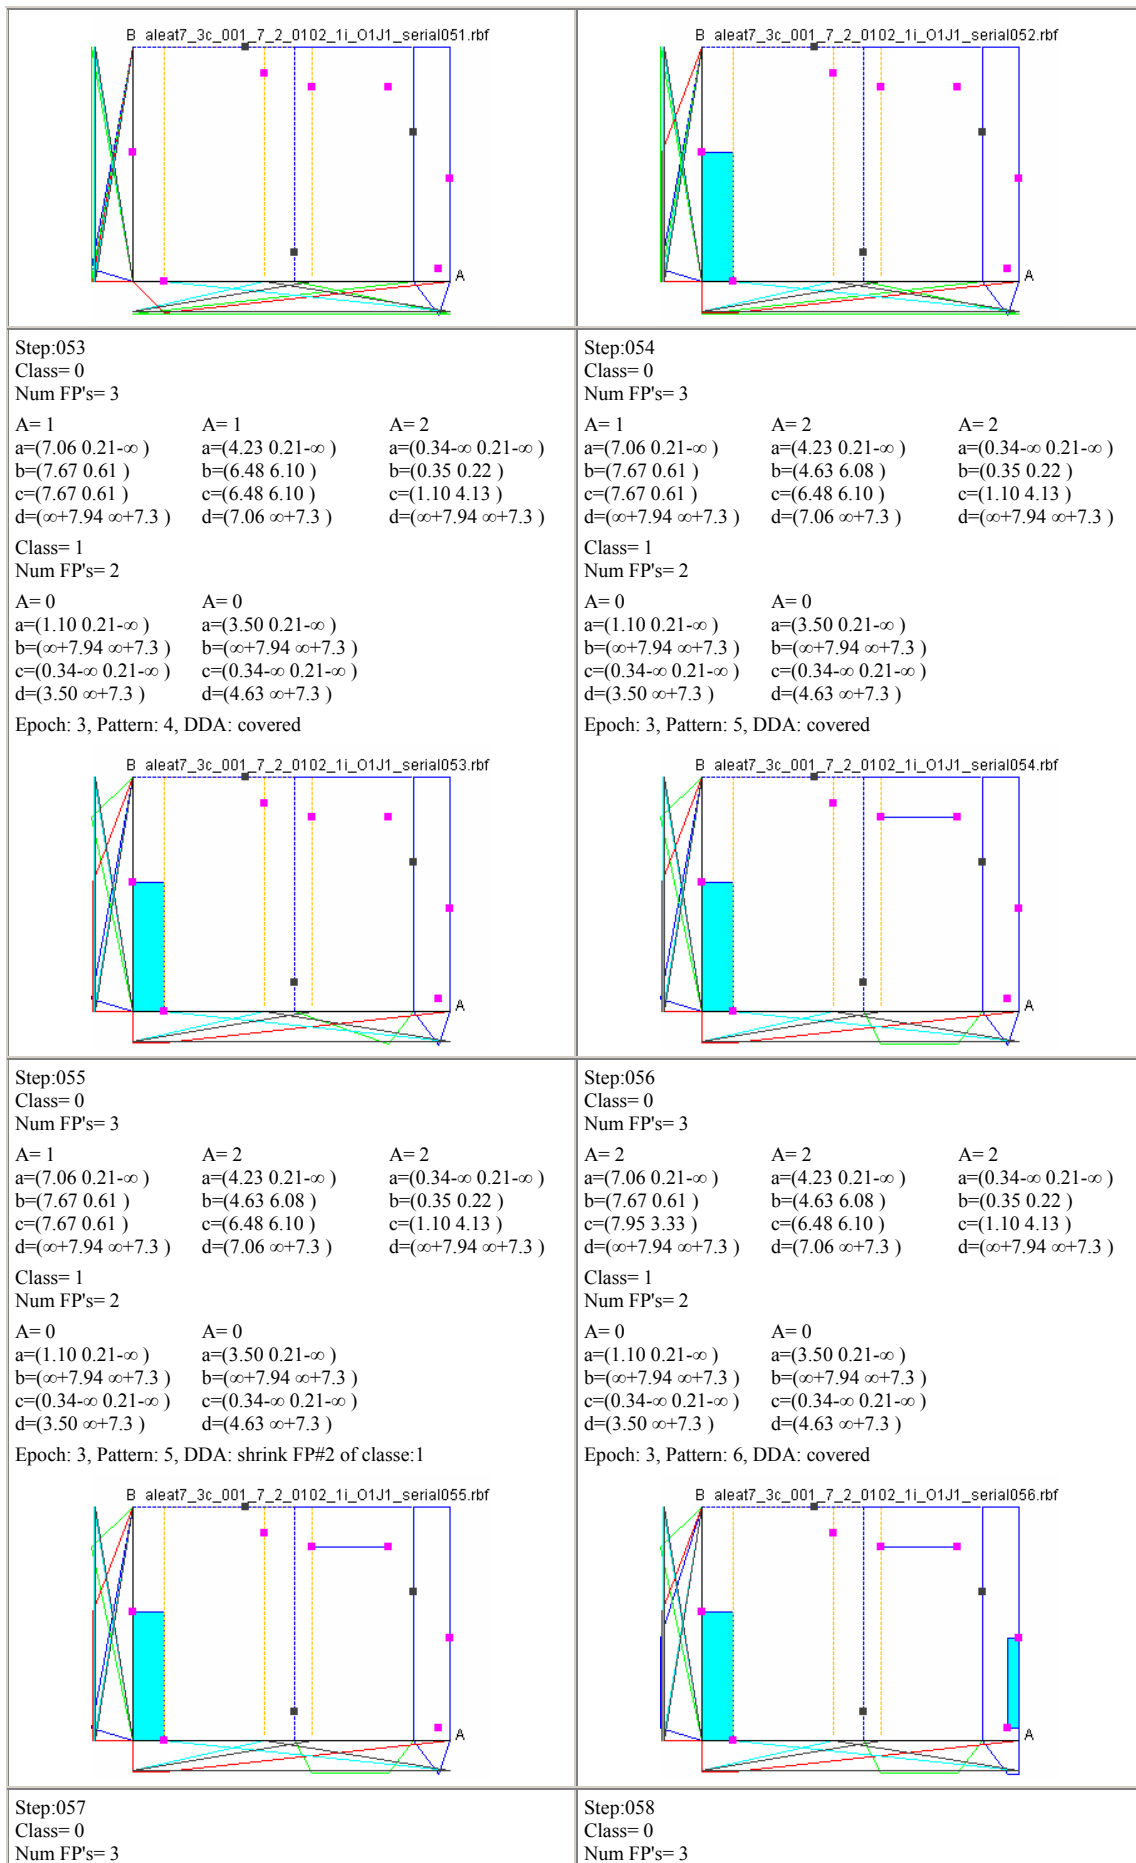 B aleat7_3c_001_7_2_0102_1i_O1J1_serial051.rbf
A
B aleat7_3c_001_7_2_0102_1i_O1J1_serial052.rbf
A
Step:053
Class= 0
Num FP's= 3
A= 1 A= 1 A= 2
a=(7.06 0.21-∞ ) a=(4.23 0.21-∞ ) a=(0.34-∞ 0.21-∞ )
b=(7.67 0.61 ) b=(6.48 6.10 ) b=(0.35 0.22 )
c=(7.67 0.61 ) c=(6.48 6.10 ) c=(1.10 4.13 )
d=(∞+7.94 ∞+7.3 ) d=(7.06 ∞+7.3 ) d=(∞+7.94 ∞+7.3 )
Class= 1
Num FP's= 2
A= 0 A= 0
a=(1.10 0.21-∞ ) a=(3.50 0.21-∞ )
b=(∞+7.94 ∞+7.3 ) b=(∞+7.94 ∞+7.3 )
c=(0.34-∞ 0.21-∞ ) c=(0.34-∞ 0.21-∞ )
d=(3.50 ∞+7.3 ) d=(4.63 ∞+7.3 )
Epoch: 3, Pattern: 4, DDA: covered
B aleat7_3c_001_7_2_0102_1i_O1J1_serial053.rbf
A
Step:054
Class= 0
Num FP's= 3
A= 1 A= 2 A= 2
a=(7.06 0.21-∞ ) a=(4.23 0.21-∞ ) a=(0.34-∞ 0.21-∞ )
b=(7.67 0.61 ) b=(4.63 6.08 ) b=(0.35 0.22 )
c=(7.67 0.61 ) c=(6.48 6.10 ) c=(1.10 4.13 )
d=(∞+7.94 ∞+7.3 ) d=(7.06 ∞+7.3 ) d=(∞+7.94 ∞+7.3 )
Class= 1
Num FP's= 2
A= 0 A= 0
a=(1.10 0.21-∞ ) a=(3.50 0.21-∞ )
b=(∞+7.94 ∞+7.3 ) b=(∞+7.94 ∞+7.3 )
c=(0.34-∞ 0.21-∞ ) c=(0.34-∞ 0.21-∞ )
d=(3.50 ∞+7.3 ) d=(4.63 ∞+7.3 )
Epoch: 3, Pattern: 5, DDA: covered
B aleat7_3c_001_7_2_0102_1i_O1J1_serial054.rbf
A
Step:055
Class= 0
Num FP's= 3
A= 1 A= 2 A= 2
a=(7.06 0.21-∞ ) a=(4.23 0.21-∞ ) a=(0.34-∞ 0.21-∞ )
b=(7.67 0.61 ) b=(4.63 6.08 ) b=(0.35 0.22 )
c=(7.67 0.61 ) c=(6.48 6.10 ) c=(1.10 4.13 )
d=(∞+7.94 ∞+7.3 ) d=(7.06 ∞+7.3 ) d=(∞+7.94 ∞+7.3 )
Class= 1
Num FP's= 2
A= 0 A= 0
a=(1.10 0.21-∞ ) a=(3.50 0.21-∞ )
b=(∞+7.94 ∞+7.3 ) b=(∞+7.94 ∞+7.3 )
c=(0.34-∞ 0.21-∞ ) c=(0.34-∞ 0.21-∞ )
d=(3.50 ∞+7.3 ) d=(4.63 ∞+7.3 )
Epoch: 3, Pattern: 5, DDA: shrink FP#2 of classe:1
B aleat7_3c_001_7_2_0102_1i_O1J1_serial055.rbf
A
Step:056
Class= 0
Num FP's= 3
A= 2 A= 2 A= 2
a=(7.06 0.21-∞ ) a=(4.23 0.21-∞ ) a=(0.34-∞ 0.21-∞ )
b=(7.67 0.61 ) b=(4.63 6.08 ) b=(0.35 0.22 )
c=(7.95 3.33 ) c=(6.48 6.10 ) c=(1.10 4.13 )
d=(∞+7.94 ∞+7.3 ) d=(7.06 ∞+7.3 ) d=(∞+7.94 ∞+7.3 )
Class= 1
Num FP's= 2
A= 0 A= 0
a=(1.10 0.21-∞ ) a=(3.50 0.21-∞ )
b=(∞+7.94 ∞+7.3 ) b=(∞+7.94 ∞+7.3 )
c=(0.34-∞ 0.21-∞ ) c=(0.34-∞ 0.21-∞ )
d=(3.50 ∞+7.3 ) d=(4.63 ∞+7.3 )
Epoch: 3, Pattern: 6, DDA: covered
B aleat7_3c_001_7_2_0102_1i_O1J1_serial056.rbf
A
Step:057
Class= 0
Num FP's= 3
Step:058
Class= 0
Num FP's= 3